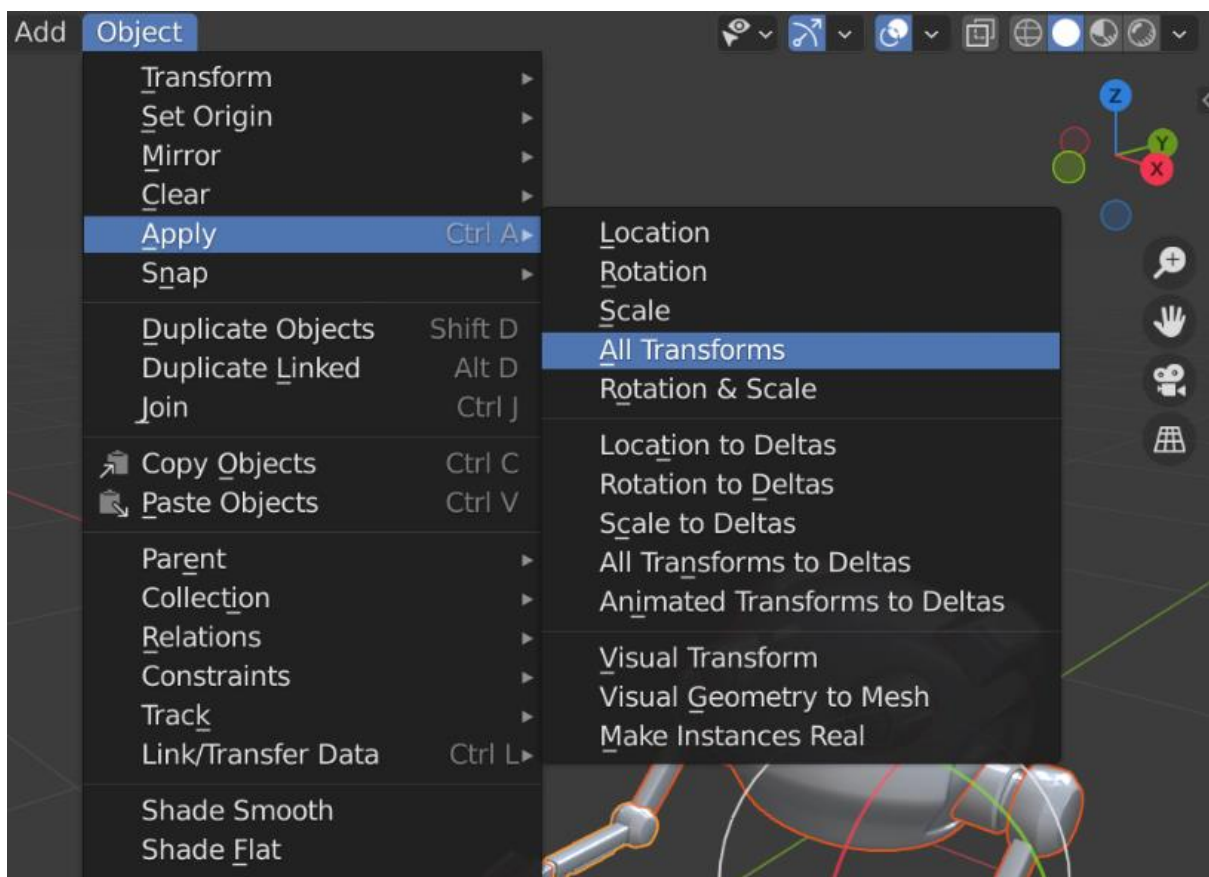 Add Object
Transform
Set Origin
Mirror
Clear
Apply Ctrl A
Snap
Duplicate Objects Shift D
Duplicate Linked Alt D
Join Ctrl J
Copy Objects Ctrl C
Paste Objects Ctrl V
Parent
Collection
Relations
Constraints
Track
Link/Transfer Data Ctrl L
Shade Smooth
Shade Flat
Location
Rotation
Scale
All Transforms
Rotation & Scale
Location to Deltas
Rotation to Deltas
Scale to Deltas
All Transforms to Deltas
Animated Transforms to Deltas
Visual Transform
Visual Geometry to Mesh
Make Instances Real
Z
Y
X